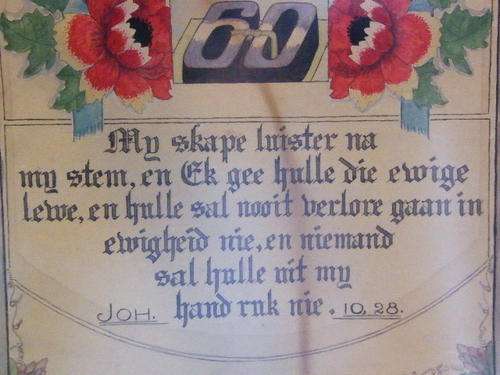 60
My skape luister na
my stem, en Ek gee hulle die ewige
lewe, en hulle sal nooit verlore gaan in
ewigheid nie, en niemand
sal hulle uit my
hand ruk nie.
JOH. 10, 28.